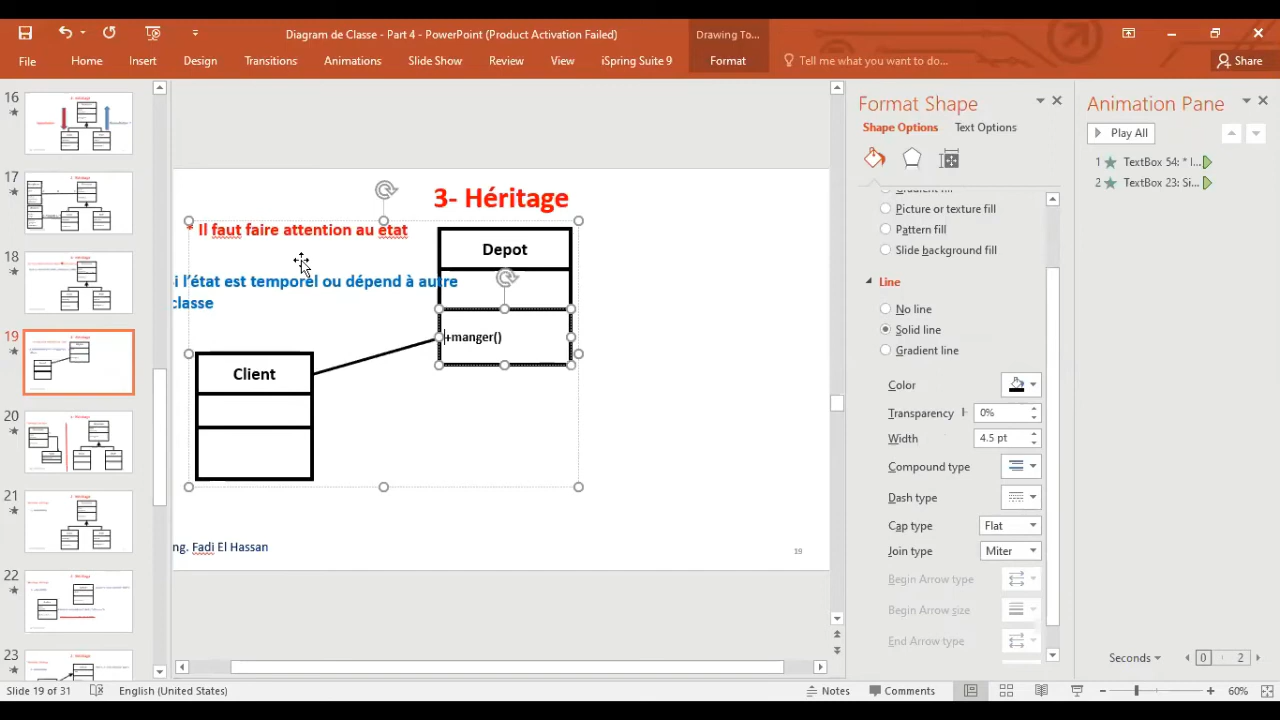 Diagram de Classe - Part 4 - PowerPoint (Product Activation Failed)
Drawing To...
File
Home
Insert
Design
Transitions
Animations
Slide Show
Review
View
iSpring Suite 9
Format
Tell me what you want to do...
Share
16
17
18
19
20
21
22
23
3- Héritage
* Il faut faire attention au état
Depot
i l'état est temporel ou dépend à autre
classe
+manger()
Client
ng. Fadi El Hassan
19
Format Shape
Shape Options
Text Options
Picture or texture fill
Pattern fill
Slide background fill
Line
No line
Solid line
Gradient line
Color
Transparency
0%
Width
4.5 pt
Compound type
Dash type
Cap type
Flat
Join type
Miter
Begin Arrow type
Begin Arrow size
End Arrow type
Animation Pane
Play All
1 TextBox 54: * I...
2 TextBox 23: Si...
Seconds
0
2
Slide 19 of 31
English (United States)
Notes
Comments
60%